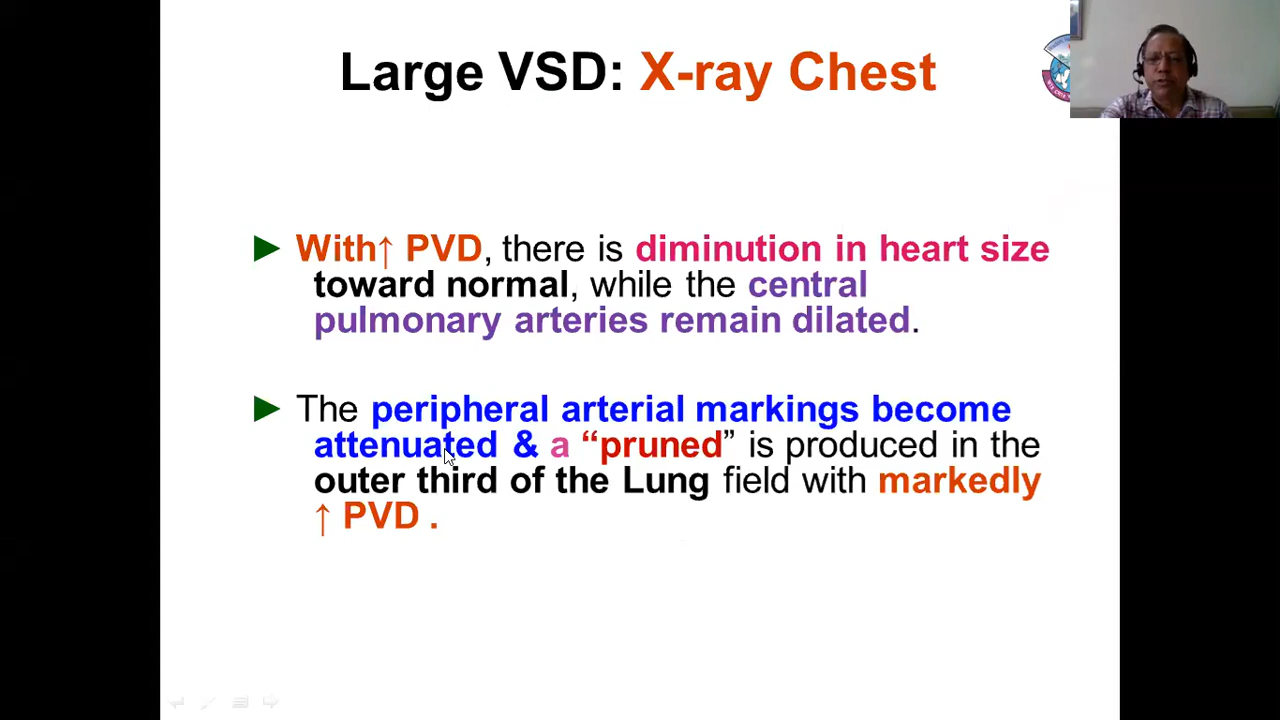 Large VSD: X-ray Chest
► With↑ PVD, there is diminution in heart size
toward normal, while the central
pulmonary arteries remain dilated.
► The peripheral arterial markings become
attenuated & a “pruned” is produced in the
outer third of the Lung field with markedly
↑ PVD .